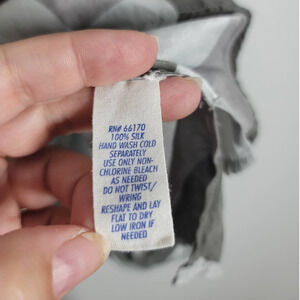 RN# 66170
100% SILK
HAND WASH COLD
SEPARATELY
USE ONLY NON-
CHLORINE BLEACH
AS NEEDED
DO NOT TWIST/
WRING
RESHAPE AND LAY
FLAT TO DRY
LOW IRON IF
NEEDED